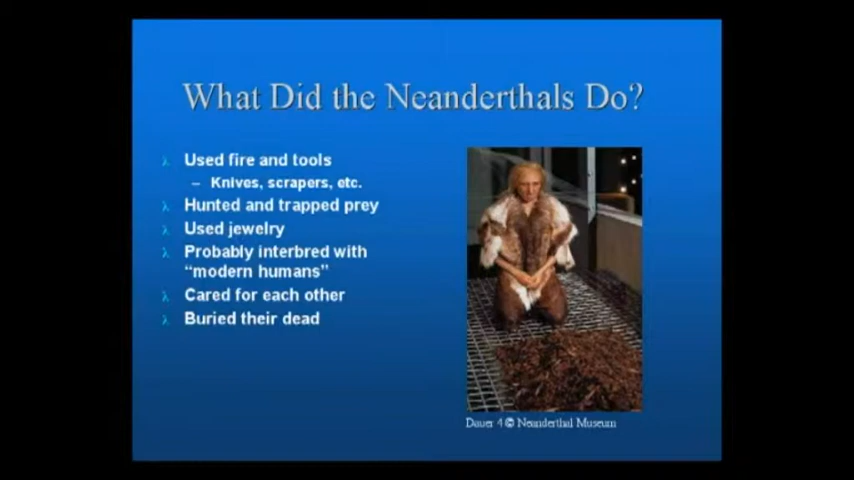 What Did the Neanderthals Do?
λ Used fire and tools
– Knives, scrapers, etc.
λ Hunted and trapped prey
λ Used jewelry
λ Probably interbred with
“modern humans”
λ Cared for each other
λ Buried their dead
Dauer 4 © Neanderthal Museum